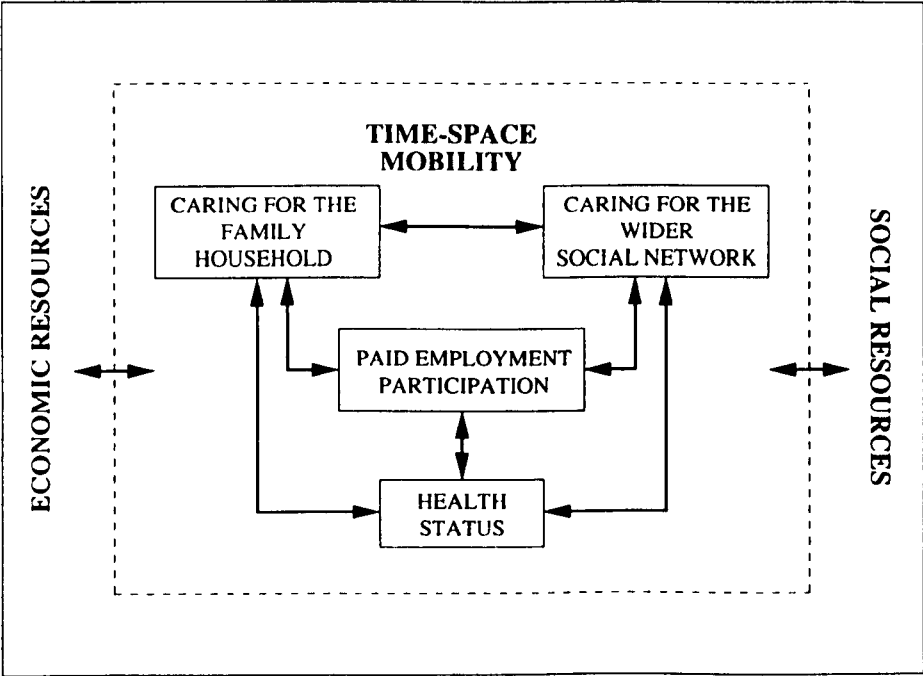 TIME-SPACE
MOBILITY
CARING FOR THE
FAMILY
HOUSEHOLD
CARING FOR THE
WIDER
SOCIAL NETWORK
PAID EMPLOYMENT
PARTICIPATION
HEALTH
STATUS
ECONOMIC RESOURCES
SOCIAL RESOURCES